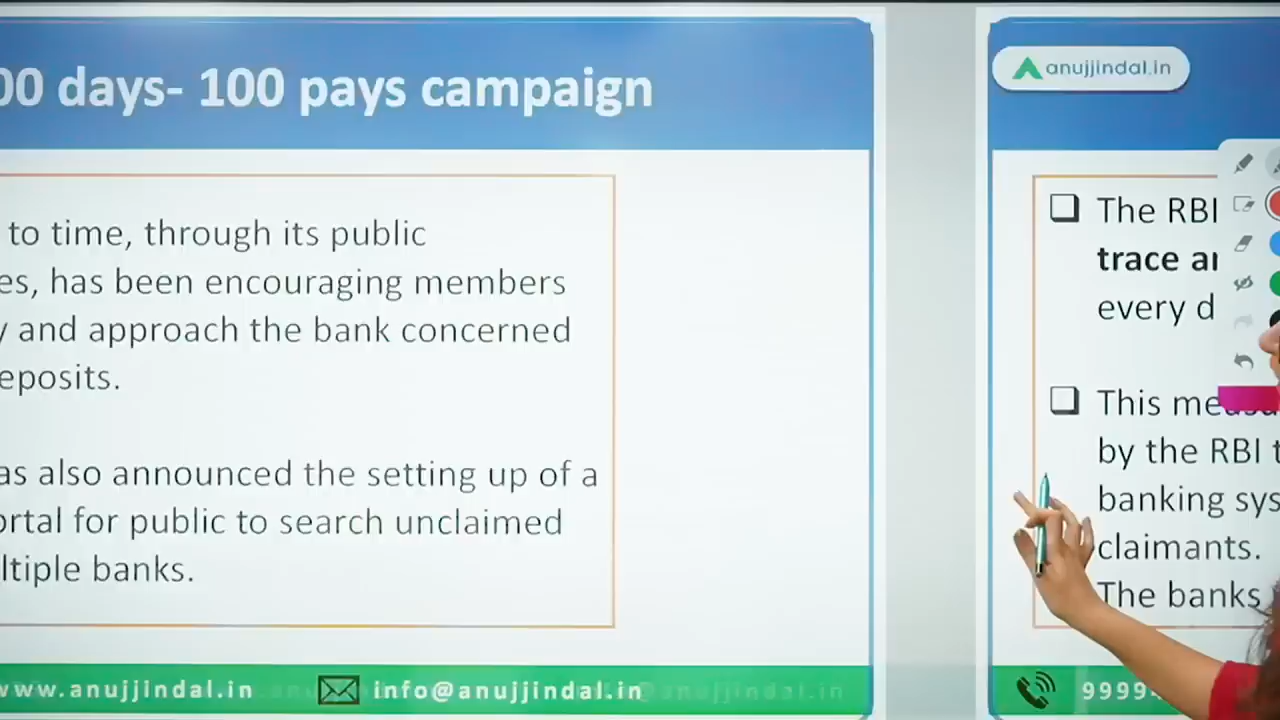 00 days- 100 pays campaign
to time, through its public
es, has been encouraging members
y and approach the bank concerned
eposits.
as also announced the setting up of a
ortal for public to search unclaimed
ltiple banks.
www.anujjindal.in
info@anujjindal.in
anujjindal.in
The RBI
trace ar
every d
This measu
by the RBI t
banking sys
claimants.
The banks
9999